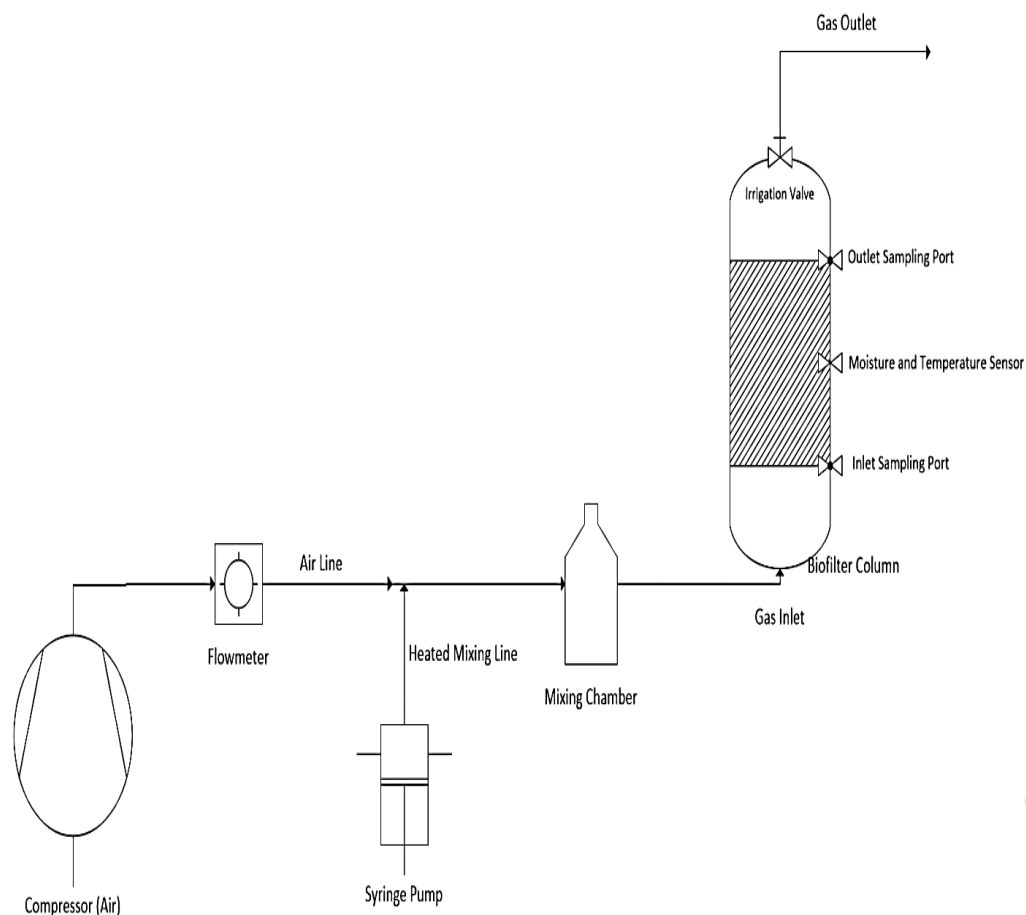 Gas Outlet
Irrigation Valve
Outlet Sampling Port
Moisture and Temperature Sensor
Inlet Sampling Port
Biofilter Column
Air Line
Gas Inlet
Flowmeter
Heated Mixing Line
Mixing Chamber
Syringe Pump
Compressor (Air)